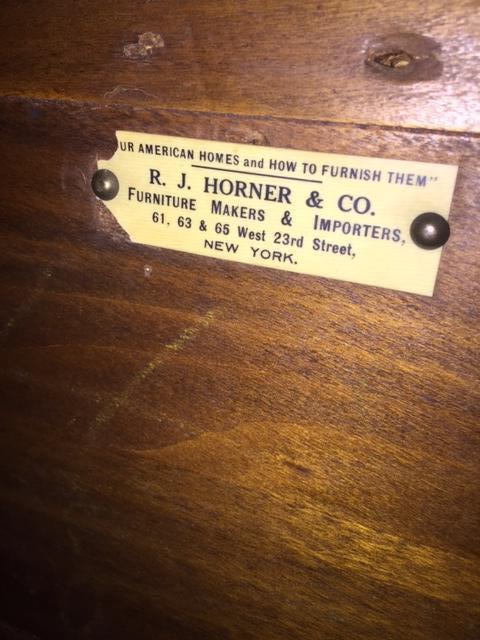 UR AMERICAN HOMES and HOW TO FURNISH THEM"
R. J. HORNER & CO.
FURNITURE MAKERS & IMPORTERS,
61, 63 & 65 West 23rd Street,
NEW YORK.